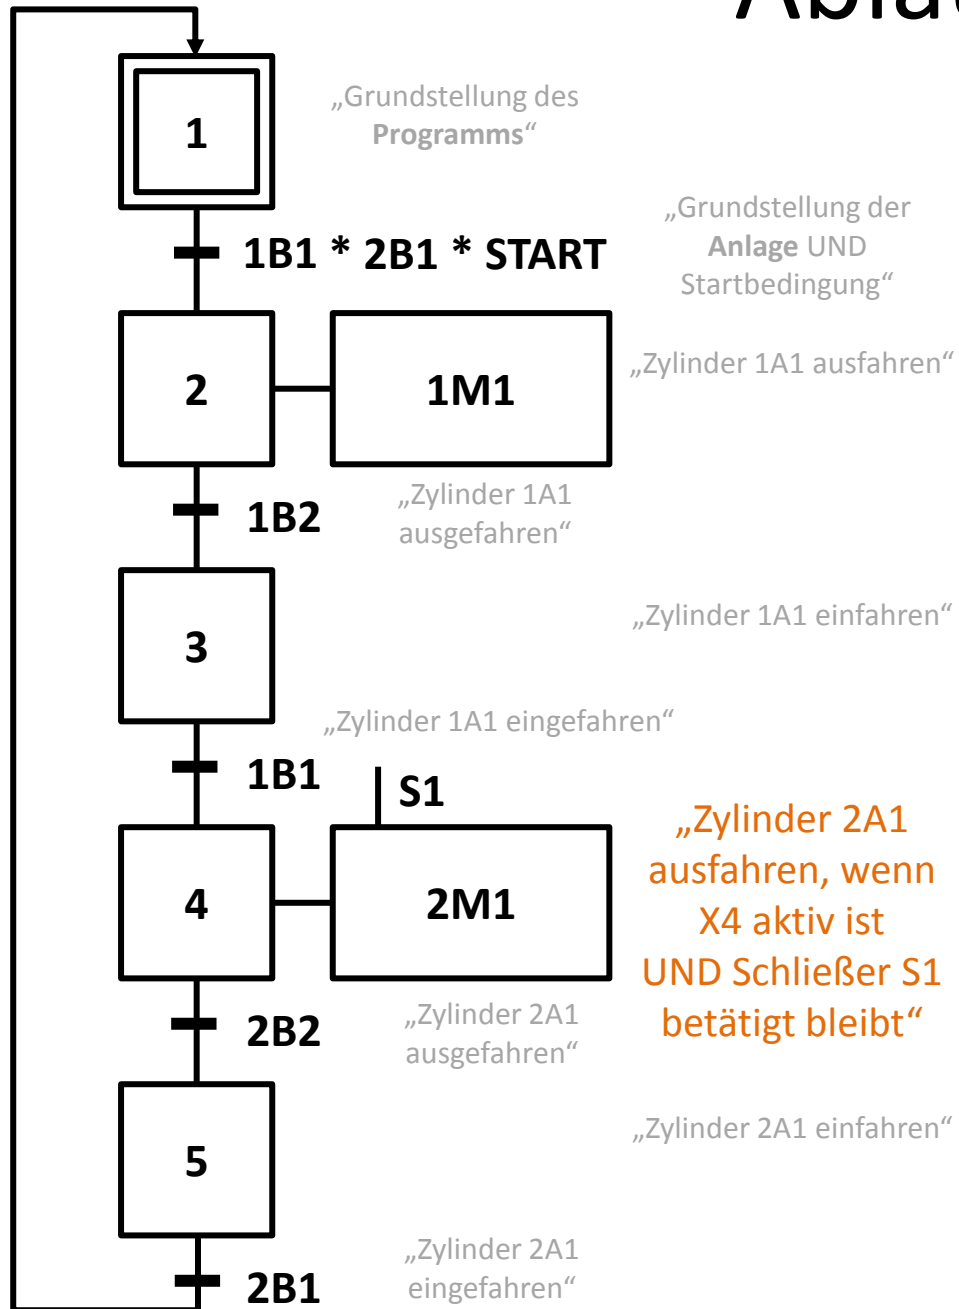 1
„Grundstellung des
Programms“
1B1 * 2B1 * START
„Grundstellung der
Anlage UND
Startbedingung“
2
1M1
„Zylinder 1A1 ausfahren“
1B2
„Zylinder 1A1
ausgefahren“
3
„Zylinder 1A1 einfahren“
„Zylinder 1A1 eingefahren“
1B1
S1
4
2M1
„Zylinder 2A1
ausfahren, wenn
X4 aktiv ist
UND Schließer S1
betätigt bleibt“
2B2
„Zylinder 2A1
ausgefahren“
5
„Zylinder 2A1 einfahren“
2B1
„Zylinder 2A1
eingefahren“